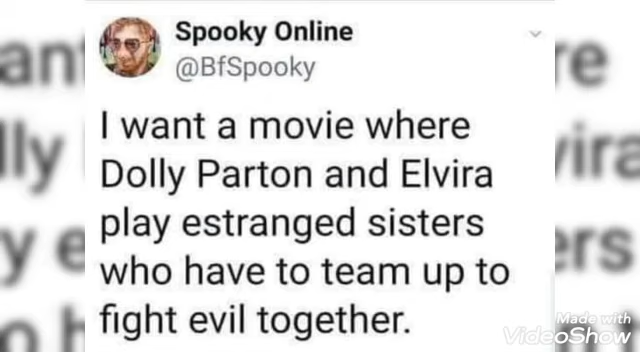 Spooky Online
@BfSpooky
I want a movie where
Dolly Parton and Elvira
play estranged sisters
who have to team up to
fight evil together.
Made with
VideoShow